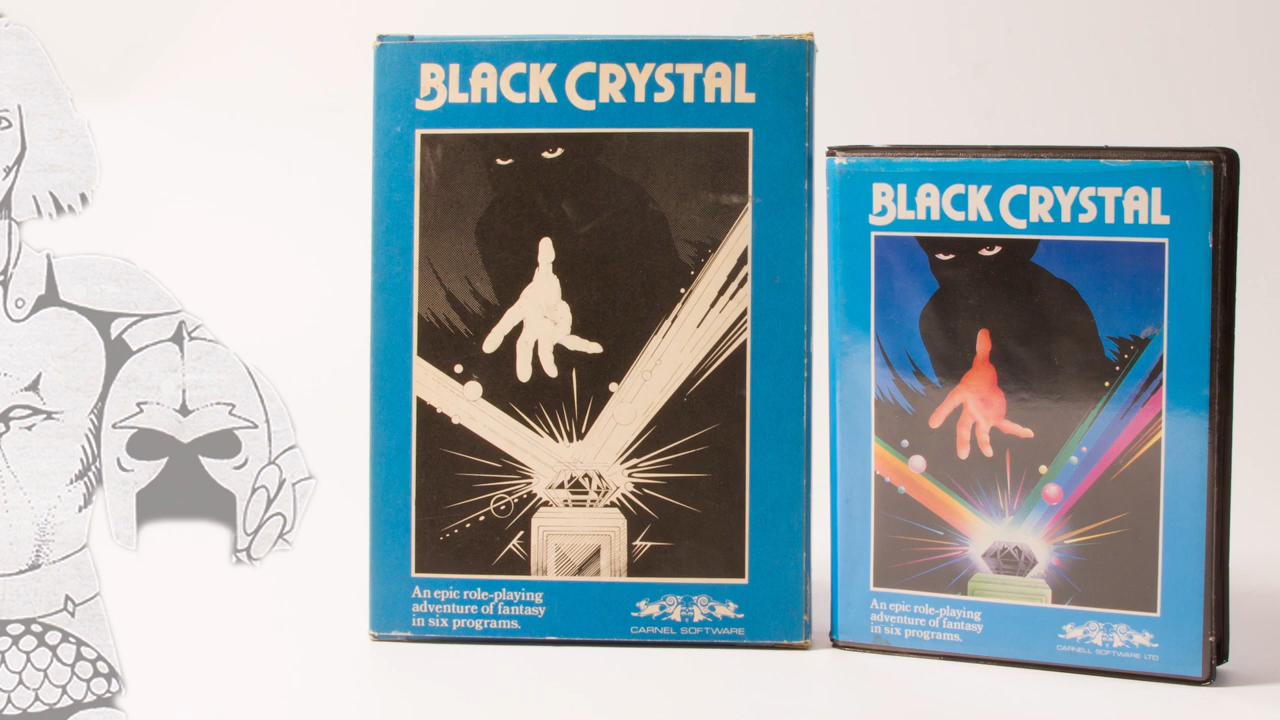 BLACK CRYSTAL
An epic role-playing
adventure of fantasy
in six programs.
CARNEL SOFTWARE
BLACK CRYSTAL
An epic role-playing
adventure of fantasy
in six programs.
CARNELL SOFTWARE LTD